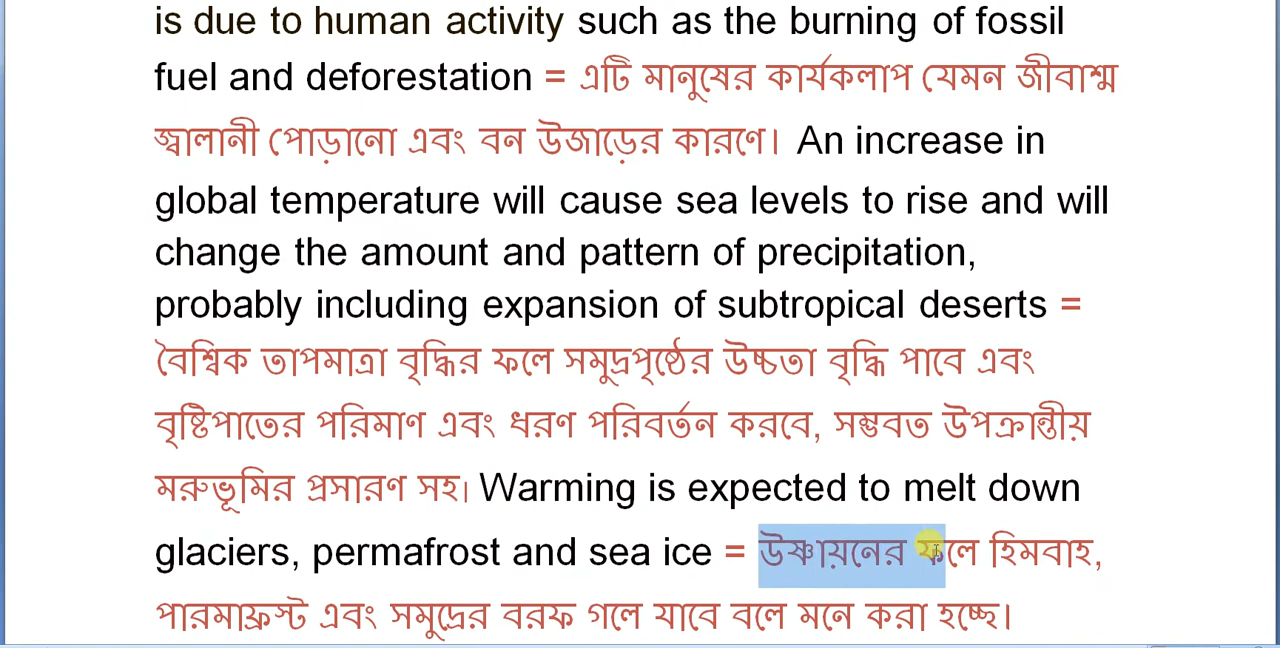 is due to human activity such as the burning of fossil
fuel and deforestation = এটি মানুষের কার্যকলাপ যেমন জীবাশ্ম
জ্বালানী পোড়ানো এবং বন উজাড়ের কারণে। An increase in
global temperature will cause sea levels to rise and will
change the amount and pattern of precipitation,
probably including expansion of subtropical deserts =
বৈশ্বিক তাপমাত্রা বৃদ্ধির ফলে সমুদ্রপৃষ্ঠের উচ্চতা বৃদ্ধি পাবে এবং
বৃষ্টিপাতের পরিমাণ এবং ধরণ পরিবর্তন করবে, সম্ভবত উপক্রান্তীয়
মরুভূমির প্রসারণ সহ। Warming is expected to melt down
glaciers, permafrost and sea ice = উষ্ণায়নের ফলে হিমবাহ,
পারমাফ্রস্ট এবং সমুদ্রের বরফ গলে যাবে বলে মনে করা হচ্ছে।